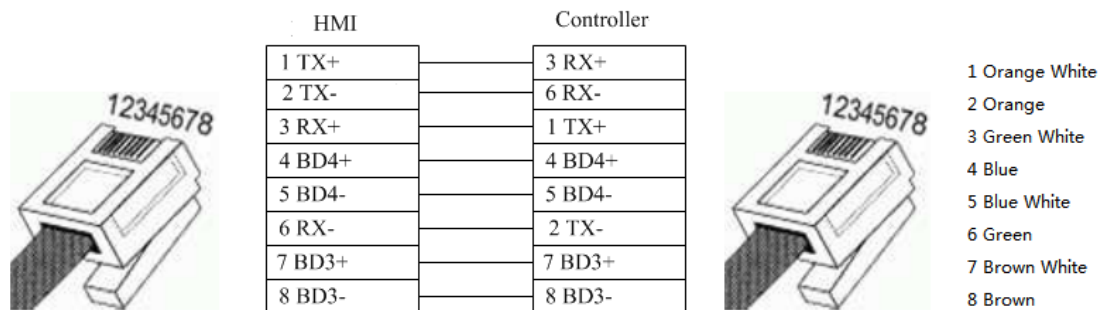 HMI
Controller
1 TX+
3 RX+
2 TX-
6 RX-
3 RX+
1 TX+
4 BD4+
4 BD4+
5 BD4-
5 BD4-
6 RX-
2 TX-
7 BD3+
7 BD3+
8 BD3-
8 BD3-
12345678
12345678
1 Orange White
2 Orange
3 Green White
4 Blue
5 Blue White
6 Green
7 Brown White
8 Brown